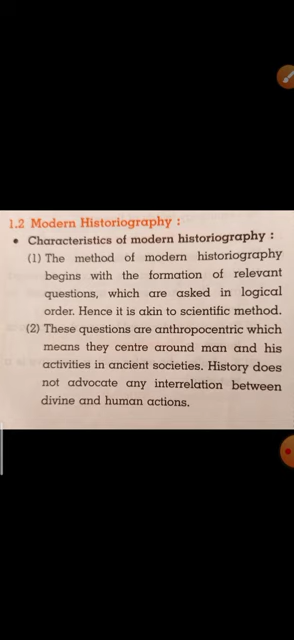 1.2 Modern Historiography :
• Characteristics of modern historiography :
(1) The method of modern historiography
begins with the formation of relevant
questions, which are asked in logical
order. Hence it is akin to scientific method.
(2) These questions are anthropocentric which
means they centre around man and his
activities in ancient societies. History does
not advocate any interrelation between
divine and human actions.